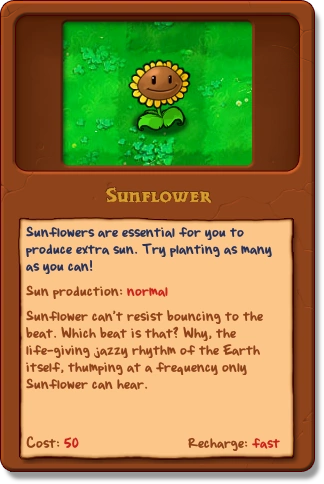 Sunflower
Sunflowers are essential for you to
produce extra sun. Try planting as many
as you can!
Sun production: normal
Sunflower can't resist bouncing to the
beat. Which beat is that? Why, the
life-giving jazzy rhythm of the Earth
itself, thumping at a frequency only
Sunflower can hear.
Cost: 50 Recharge: fast